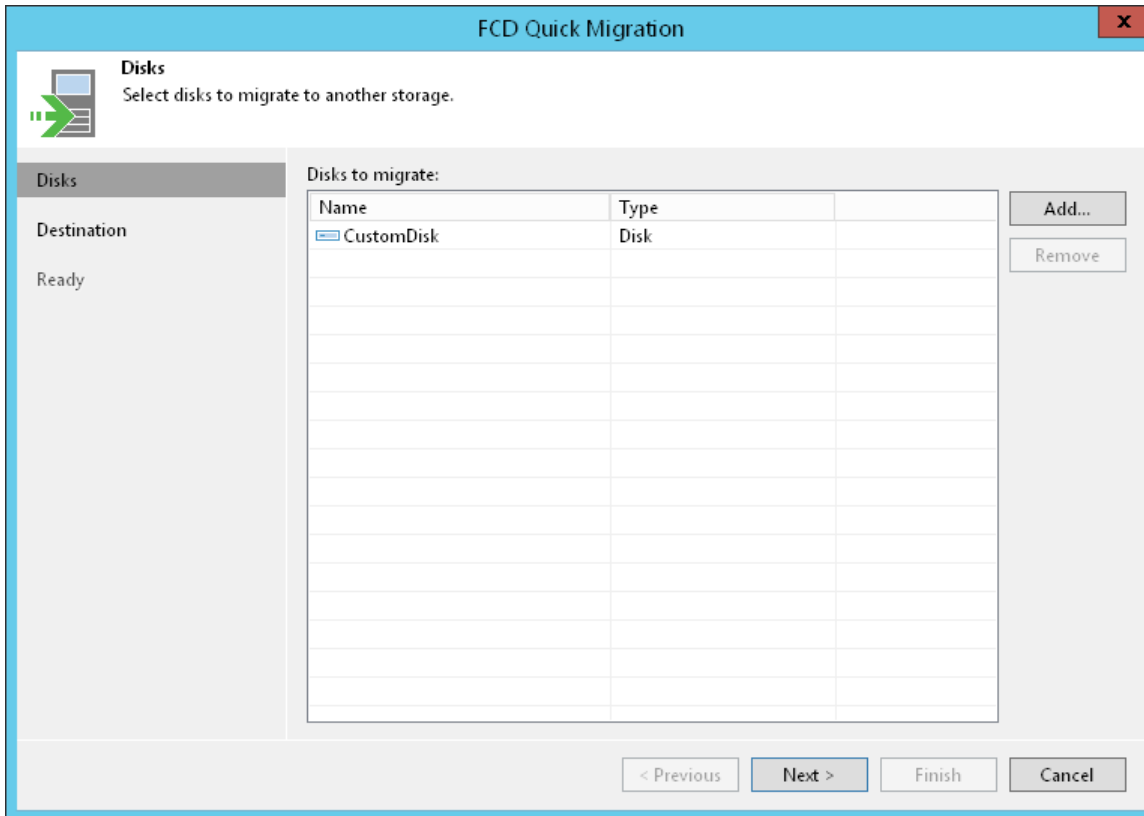 FCD Quick Migration
x
Disks
Select disks to migrate to another storage.
Disks
Destination
Ready
Disks to migrate:
Name Type
CustomDisk Disk
Add...
Remove
< Previous Next > Finish Cancel